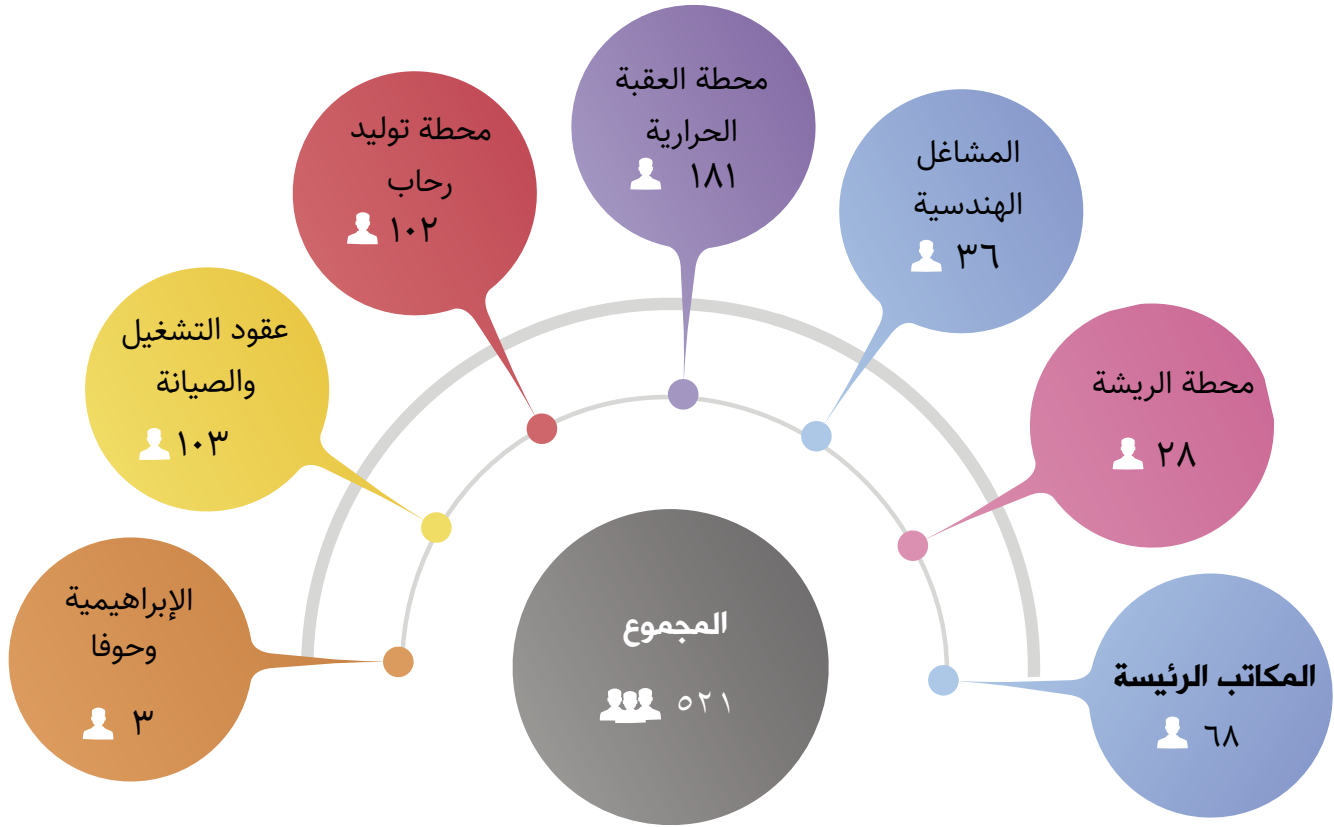 محطة العقبة
الحرارية
١٨١
المشاغل
الهندسية
٣٦
محطة الريشة
٢٨
المكاتب الرئيسة
٦٨
محطة توليد
رحاب
١٠٢
عقود التشغيل
والصيانة
١٠٣
الإبراهيمية
وحوفا
٣
المجموع
٥٢١